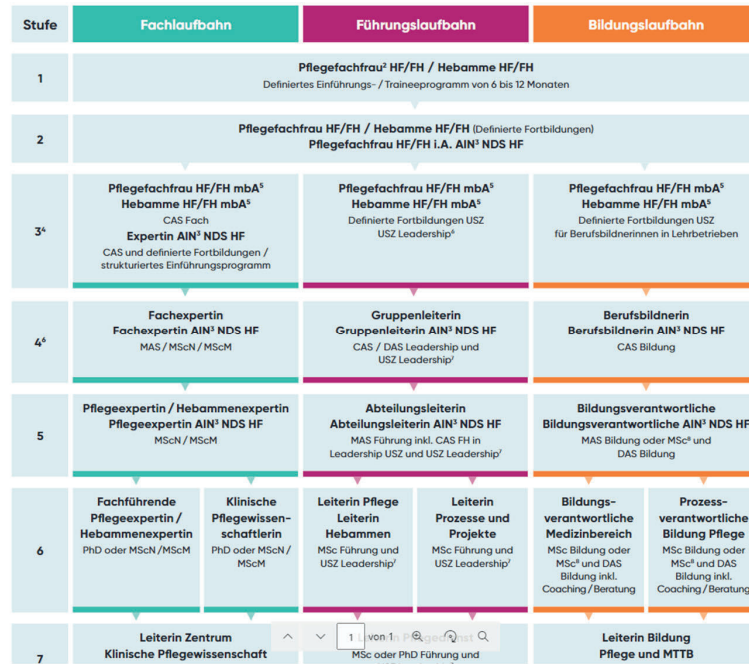 Stufe Fachlaufbahn Führungslaufbahn Bildungslaufbahn
1
Pflegefachfrau² HF/FH / Hebamme HF/FH
Definiertes Einführungs- / Traineeprogramm von 6 bis 12 Monaten
2
Pflegefachfrau HF/FH / Hebamme HF/FH (Definierte Fortbildungen)
Pflegefachfrau HF/FH i.A. AIN³ NDS HF
3⁴
Pflegefachfrau HF/FH mbA⁵
Hebamme HF/FH mbA⁵
CAS Fach
Expertin AIN³ NDS HF
CAS und definierte Fortbildungen /
strukturiertes Einführungsprogramm
Pflegefachfrau HF/FH mbA⁵
Hebamme HF/FH mbA⁵
Definierte Fortbildungen USZ
USZ Leadership⁶
Pflegefachfrau HF/FH mbA⁵
Hebamme HF/FH mbA⁵
Definierte Fortbildungen USZ
für Berufsbildnerinnen in Lehrbetrieben
4⁶
Fachexpertin
Fachexpertin AIN³ NDS HF
MAS / MScN / MScM
Gruppenleiterin
Gruppenleiterin AIN³ NDS HF
CAS / DAS Leadership und
USZ Leadership⁷
Berufsbildnerin
Berufsbildnerin AIN³ NDS HF
CAS Bildung
5
Pflegeexpertin / Hebammenexpertin
Pflegeexpertin AIN³ NDS HF
MScN / MScM
Abteilungsleiterin
Abteilungsleiterin AIN³ NDS HF
MAS Führung inkl. CAS FH in
Leadership USZ und USZ Leadership⁷
Bildungsverantwortliche
Bildungsverantwortliche AIN³ NDS HF
MAS Bildung oder MSc⁸ und
DAS Bildung
6
Fachführende
Pflegeexpertin /
Hebammenexpertin
PhD oder MScN /MScM
Klinische
Pflegewissen-
schaftlerin
PhD oder MScN /
MScM
Leiterin Pflege
Leiterin
Hebammen
MSc Führung und
USZ Leadership⁷
Leiterin
Prozesse und
Projekte
MSc Führung und
USZ Leadership⁷
Bildungs-
verantwortliche
Medizinbereich
MSc Bildung oder
MSc⁸ und DAS
Bildung inkl.
Coaching / Beratung
Prozess-
verantwortliche
Bildung Pflege
MSc Bildung oder
MSc⁸ und DAS
Bildung inkl.
Coaching / Beratung
7
Leiterin Zentrum
Klinische Pflegewissenschaft
1 von 1
MSc oder PhD Führung und
Leiterin Bildung
Pflege und MTTB